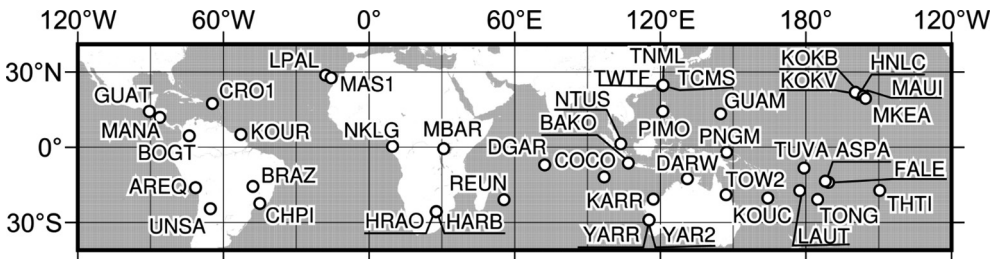 120°W 60°W 0° 60°E 120°E 180° 120°W
TNML KOKB HNLC
LPAL TWTF TCMS KOKV MAUI
30°N MAS1
GUAT CRO1 NTUS GUAM MKEA
MANA KOUR NKLG MBAR BAKO PIMO PNGM
0° BOGT DGAR COCO DARW TUVA ASPA FALE
AREQ BRAZ REUN KARR TOW2 THTI
30°S UNSA CHPI HRAO HARB YARR YAR2 KOUC LAUT TONG